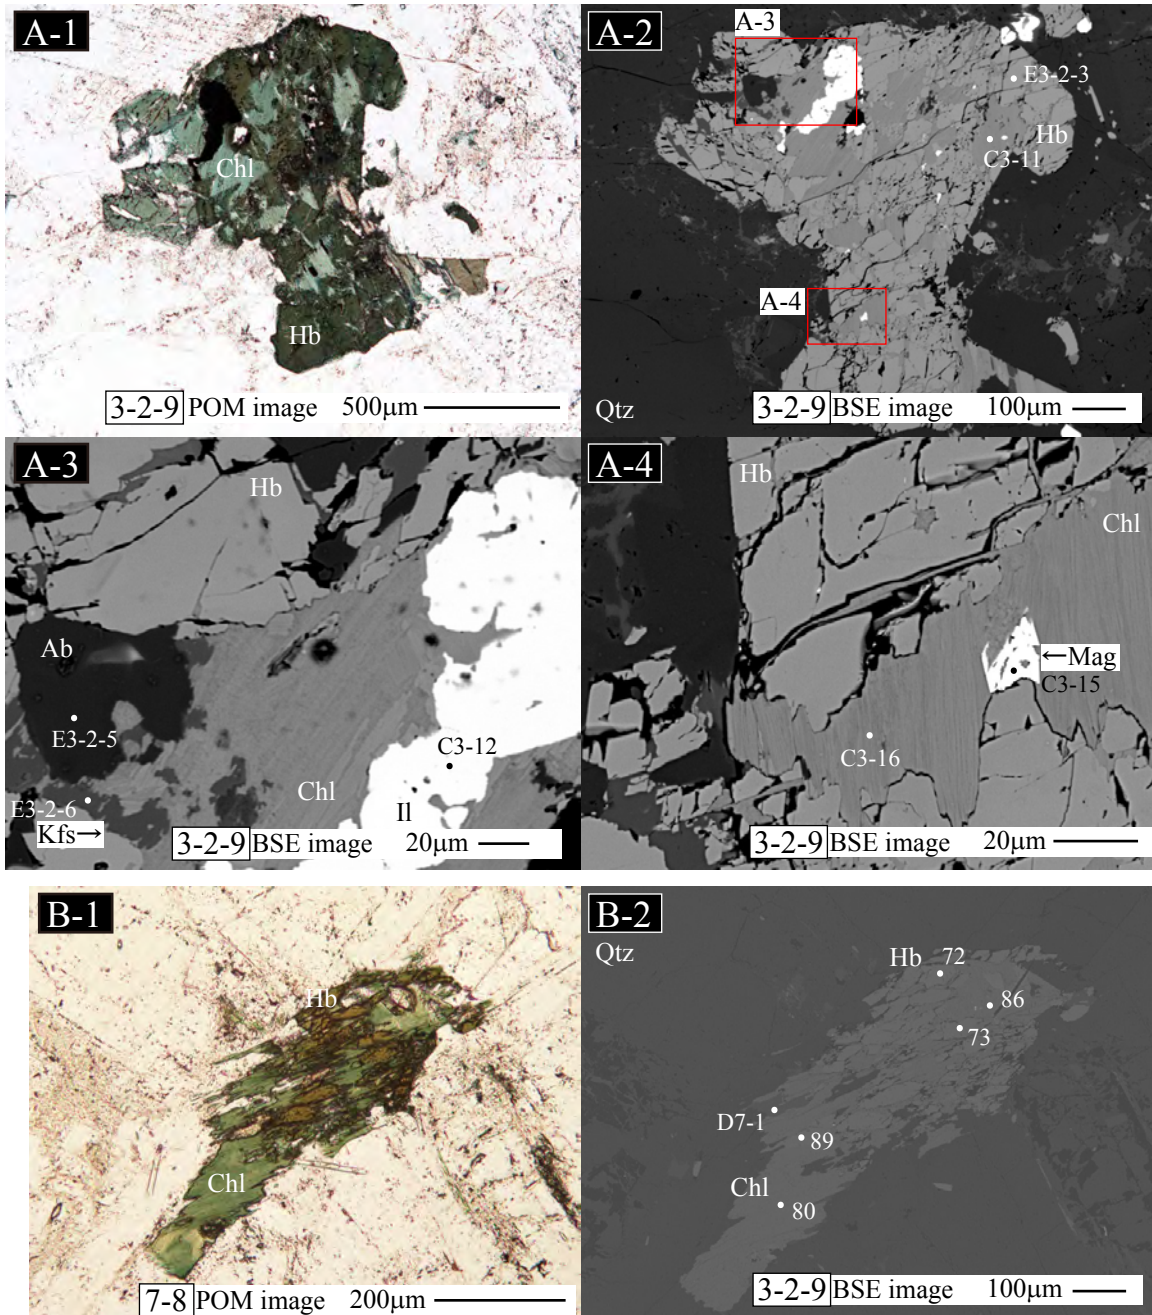 A-1
Chl
Hb
3-2-9 POM image 500μm
A-2
A-3
E3-2-3
Hb
C3-11
A-4
Qtz
3-2-9 BSE image 100μm
A-3
Hb
Ab
E3-2-5
C3-12
E3-2-6
Chl
Il
Kfs→
3-2-9 BSE image 20μm
A-4
Hb
Chl
←Mag
C3-15
C3-16
3-2-9 BSE image 20μm
B-1
Hb
Chl
7-8 POM image 200μm
B-2
Qtz
Hb 72
86
73
D7-1
89
Chl
80
3-2-9 BSE image 100μm